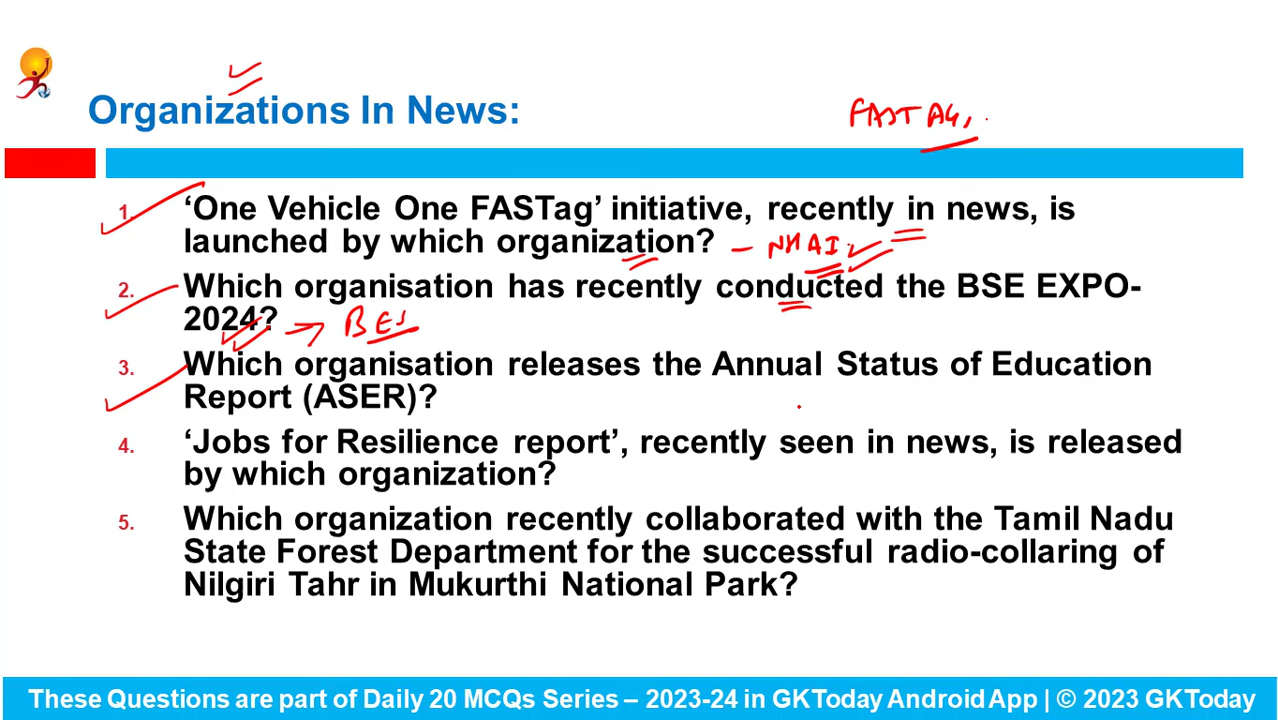 Organizations In News:
FASTAG,
1. ‘One Vehicle One FASTag’ initiative, recently in news, is
launched by which organization? – NHAI
2. Which organisation has recently conducted the BSE EXPO-
2024? → BES
3. Which organisation releases the Annual Status of Education
Report (ASER)?
4. ‘Jobs for Resilience report’, recently seen in news, is released
by which organization?
5. Which organization recently collaborated with the Tamil Nadu
State Forest Department for the successful radio-collaring of
Nilgiri Tahr in Mukurthi National Park?
These Questions are part of Daily 20 MCQs Series – 2023-24 in GKToday Android App | © 2023 GKToday